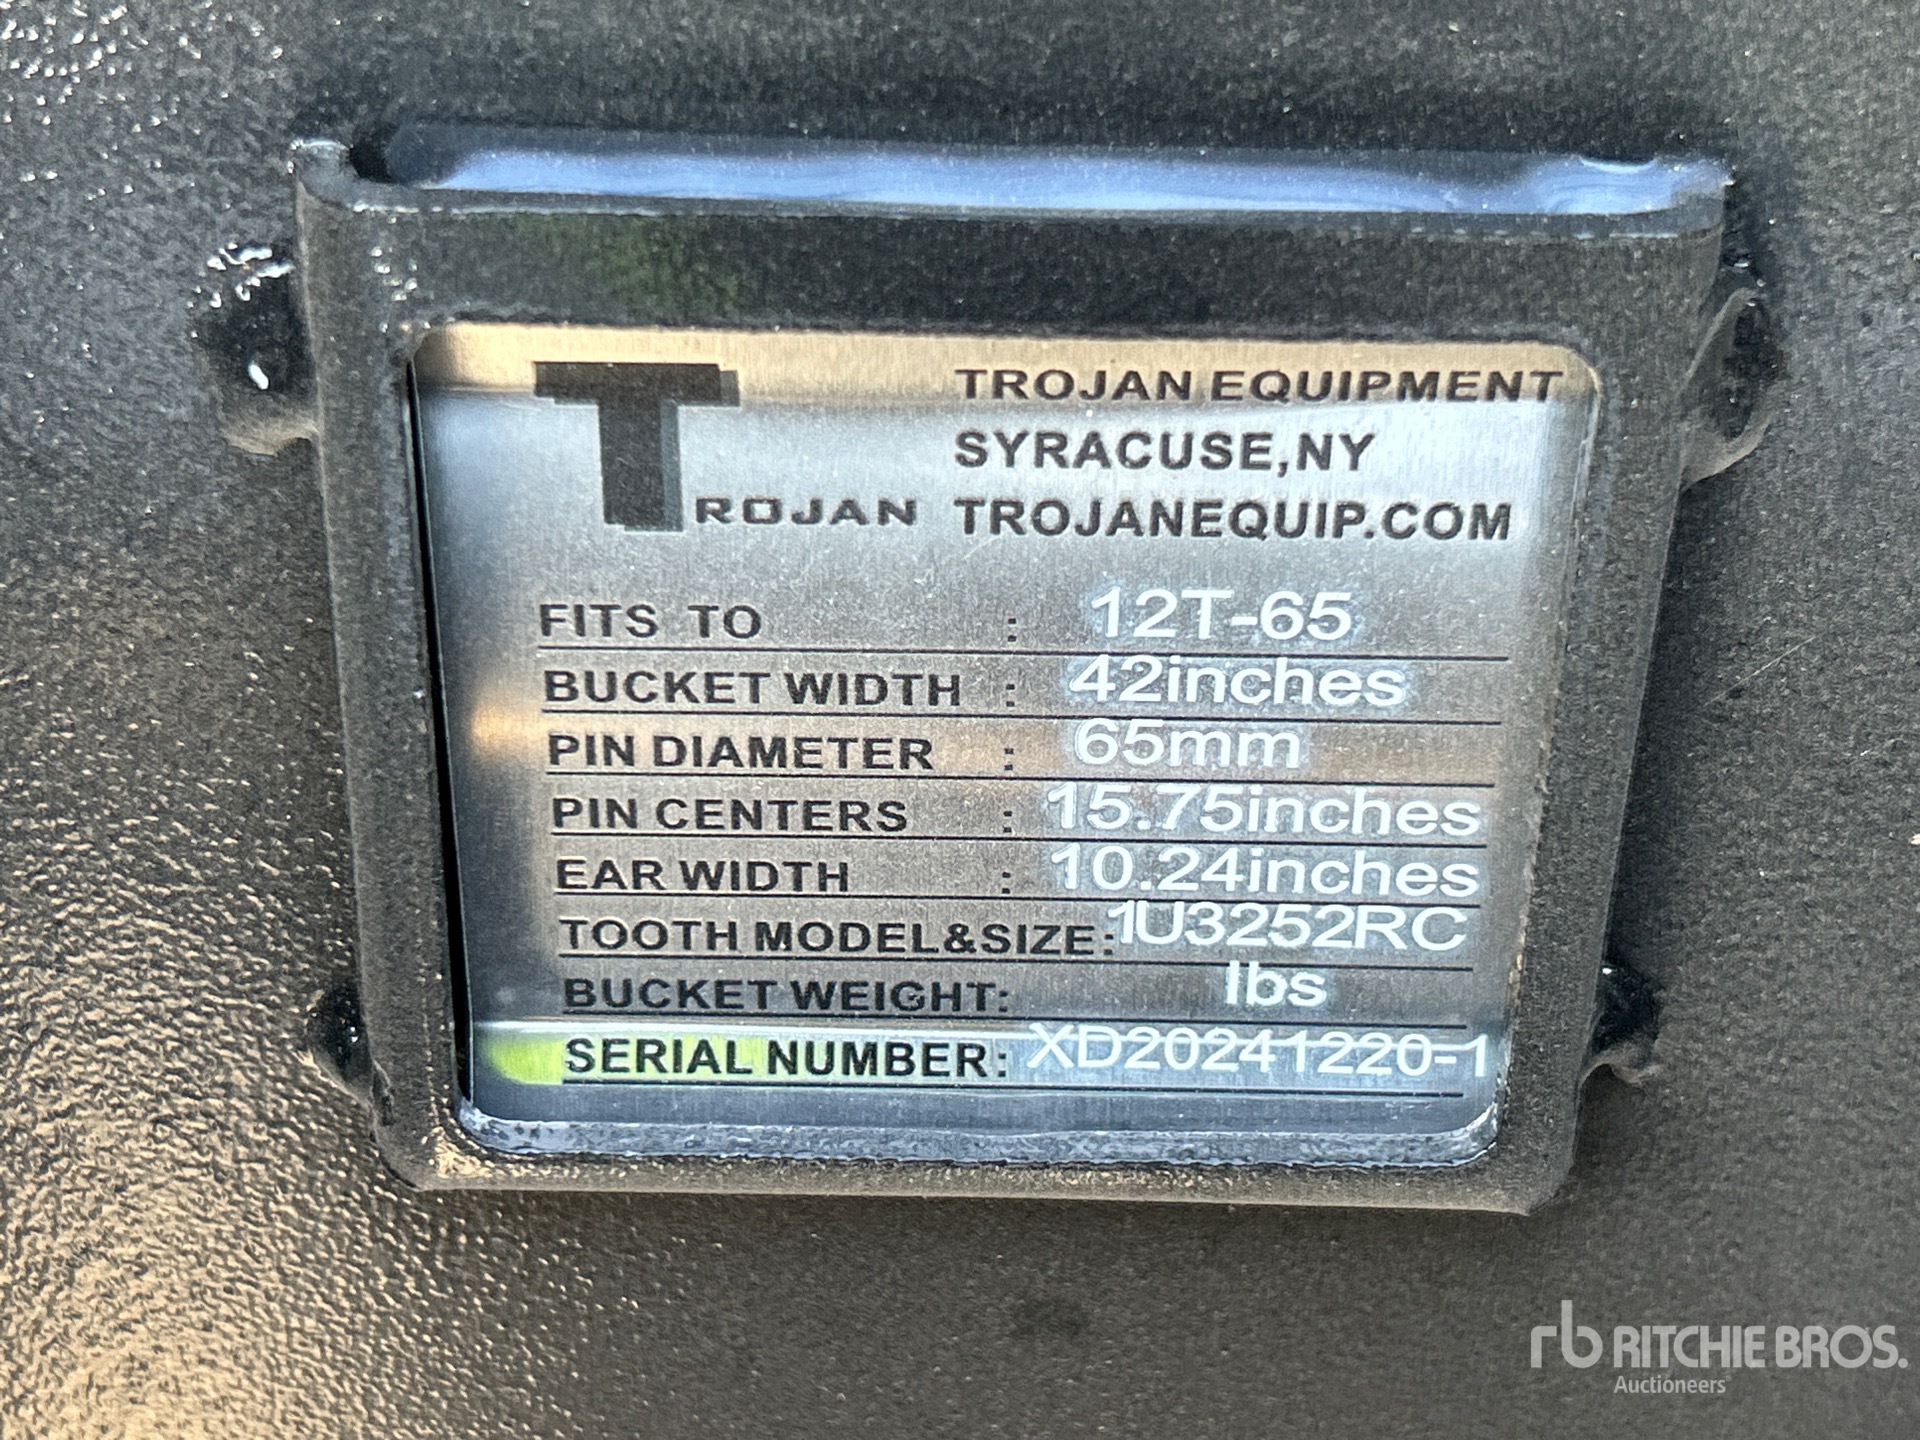 TROJAN
TROJAN EQUIPMENT
SYRACUSE,NY
TROJANEQUIP.COM
FITS TO : 12T-65
BUCKET WIDTH : 42inches
PIN DIAMETER : 65mm
PIN CENTERS : 15.75inches
EAR WIDTH : 10.24inches
TOOTH MODEL&SIZE: 1U3252RC
BUCKET WEIGHT: lbs
SERIAL NUMBER: XD20241220-1
rb RITCHIE BROS.
Auctioneers